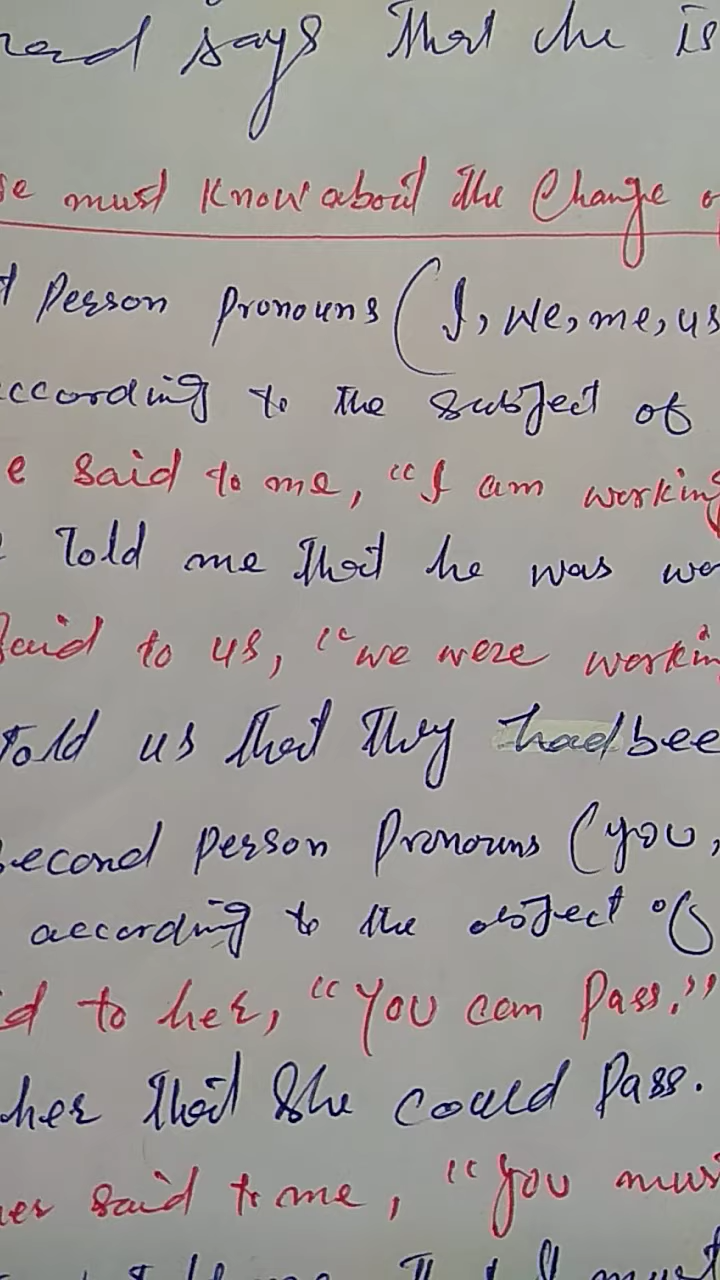 says that he is
must know about the Change
Person pronouns (I, we, me, us
according to the subject of
e said to me, "I am working
told me that he was wo
Said to us, "we were working
told us that they had bee
second person pronouns (you,
according to the object of
d to her, "You can pass."
her that she could pass.
said to me, "you must